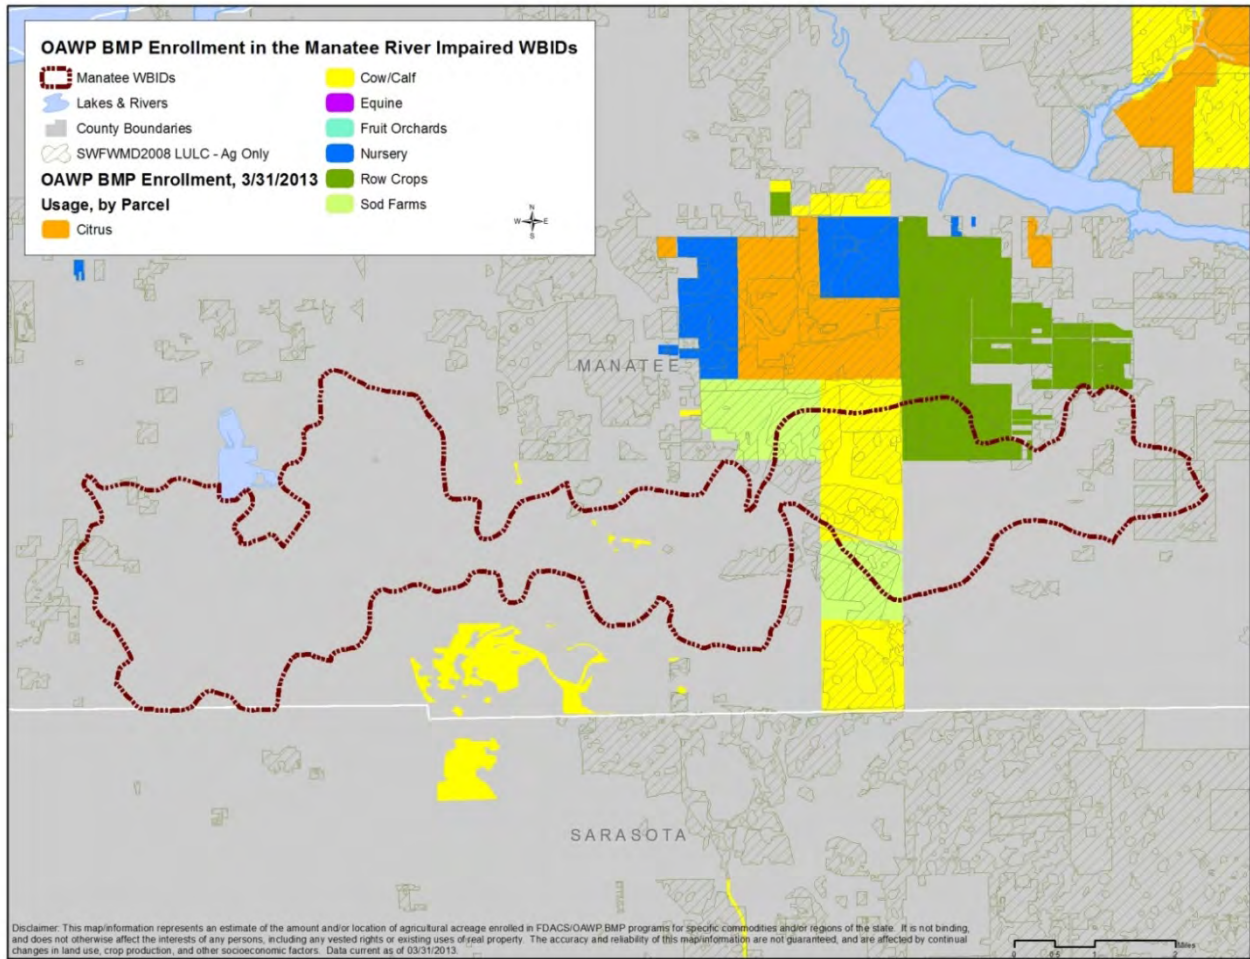 OAWP BMP Enrollment in the Manatee River Impaired WBIDs
Manatee WBIDs
Lakes & Rivers
County Boundaries
SWFWMD2008 LULC - Ag Only
OAWP BMP Enrollment, 3/31/2013
Usage, by Parcel
Citrus
Cow/Calf
Equine
Fruit Orchards
Nursery
Row Crops
Sod Farms
N
W E
S
MANATEE
SARASOTA
Disclaimer: This map/information represents an estimate of the amount and/or location of agricultural acreage enrolled in FDACS/OAWP BMP programs for specific commodities and/or regions of the state. It is not binding,
and does not otherwise affect the interests of any persons, including any vested rights or existing uses of real property. The accuracy and reliability of this map/information are not guaranteed, and are affected by continual
changes in land use, crop production, and other socioeconomic factors. Data current as of 03/31/2013.
Miles
0 0.5 1 2